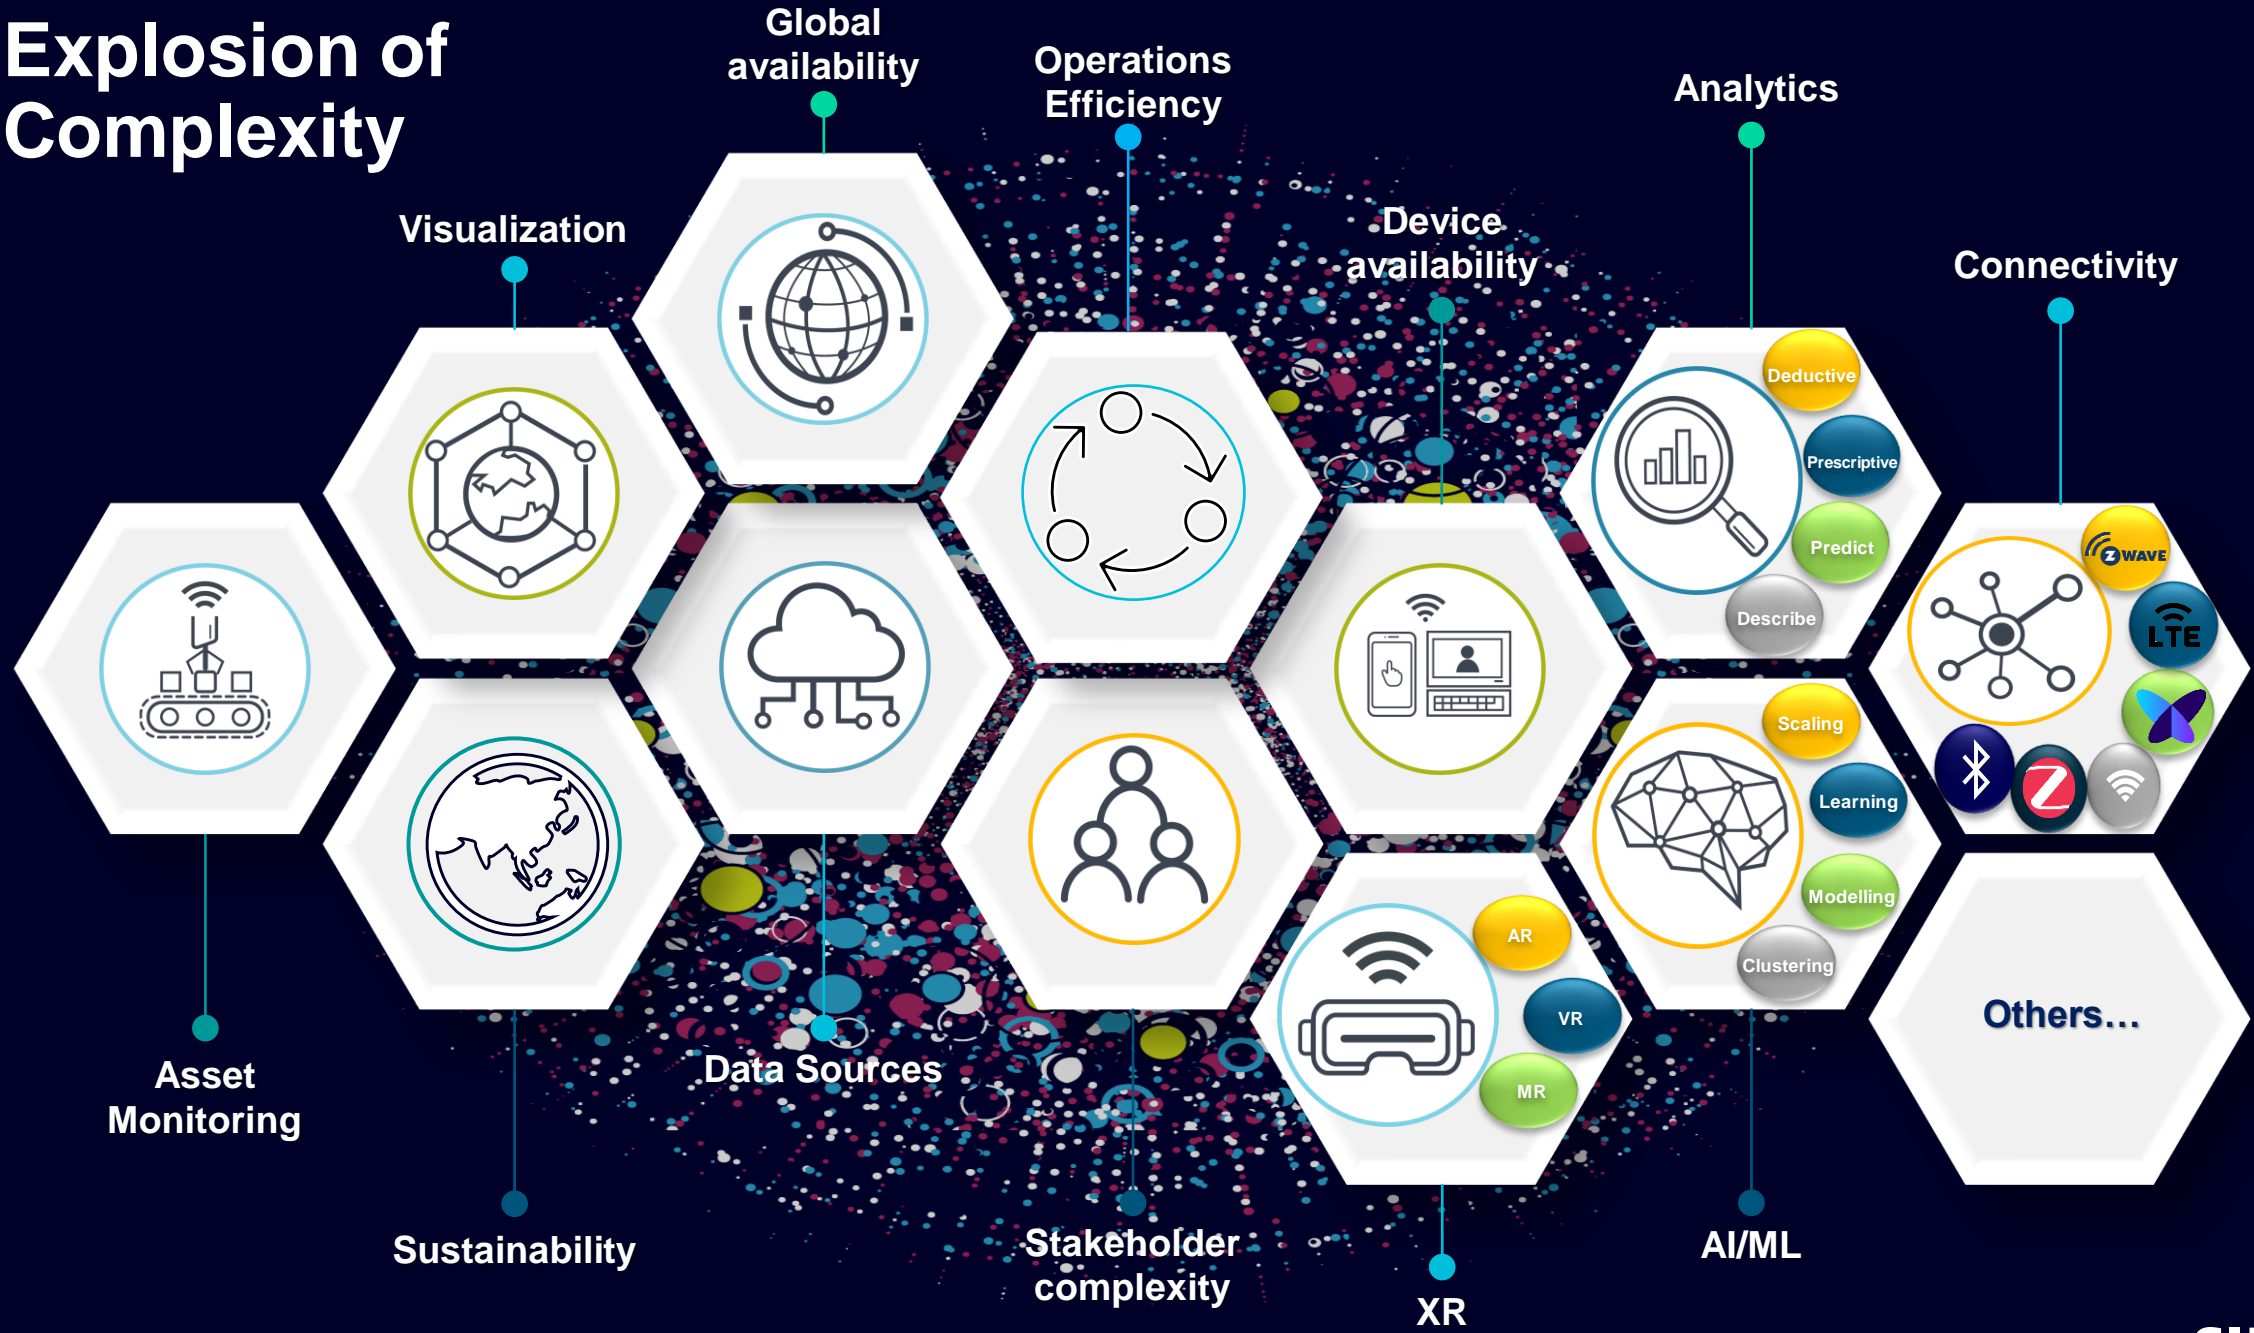 Explosion of
Complexity
Global
availability
Operations
Efficiency
Analytics
Visualization
Device
availability
Connectivity
Deductive
Prescriptive
Predict
Describe
Z WAVE
LTE
Scaling
Learning
Modelling
Clustering
AR
VR
MR
Others...
Asset
Monitoring
Data Sources
Sustainability
Stakeholder
complexity
AI/ML
XR